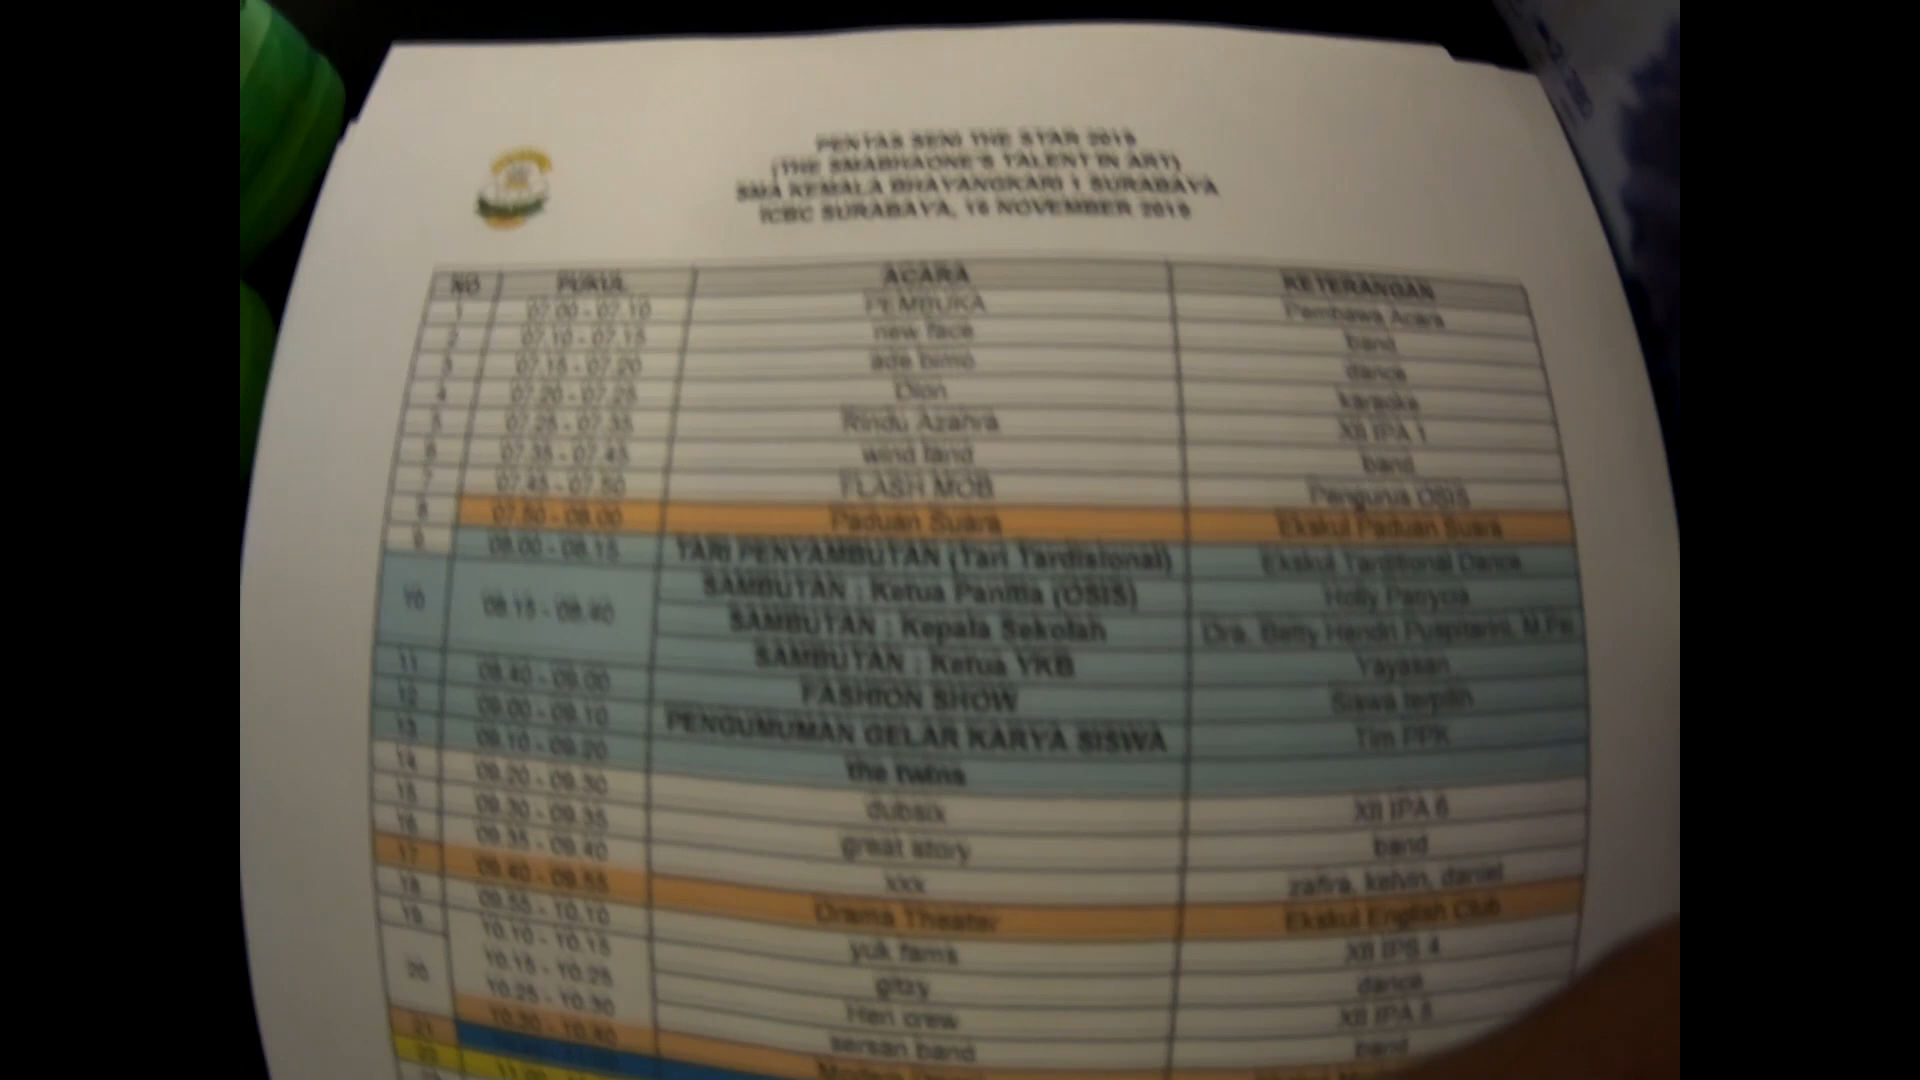 PENTAS SENI THE STAR 2019
(THE SMABHAONE'S TALENT IN ART)
SMA KEMALA BHAYANGKARI 1 SURABAYA
SURABAYA, NOVEMBER 2019
NO PUKUL ACARA KETERANGAN
1 07.00 - 07.10 PEMBUKA Pembawa Acara
2 07.10 - 07.15 new face band
3 07.15 - 07.20 ade bimo dance
4 07.20 - 07.25 Dion karaoke
5 07.25 - 07.35 Rindu Azahra XII IPA 1
6 07.35 - 07.45 wind band
7 07.45 - 07.50 FLASH MOB Pengurus OSIS
8 07.50 - 08.00 Paduan Suara Ekskul Paduan Suara
9 08.00 - 08.15 TARI PENYAMBUTAN (Tari Tardisional) Ekskul Dance
10 08.15 - 08.40 SAMBUTAN : Ketua Panitia (OSIS) Holly
SAMBUTAN : Kepala Sekolah Dra. Betty Hendri
SAMBUTAN : Ketua YKB Yayasan
11 08.40 - 09.00 FASHION SHOW Siswa terpilih
12 09.00 - 09.10 PENGUMUMAN GELAR KARYA SISWA Tim PPK
13 09.10 - 09.20 the
14 09.20 - 09.30 XII IPA 6
15 09.30 - 09.35 great story band
16 09.35 - 09.40 xxx zafira, kelvin, daniel
17 09.40 - 09.55 Drama Theater Ekskul English Club
18 09.55 - 10.10 yuk XII IPS 4
19 10.10 - 10.15 gitzy dance
20 10.15 - 10.25 crew XII IPA 5
10.25 - 10.30 sersan band band
21 10.30 - 10.40